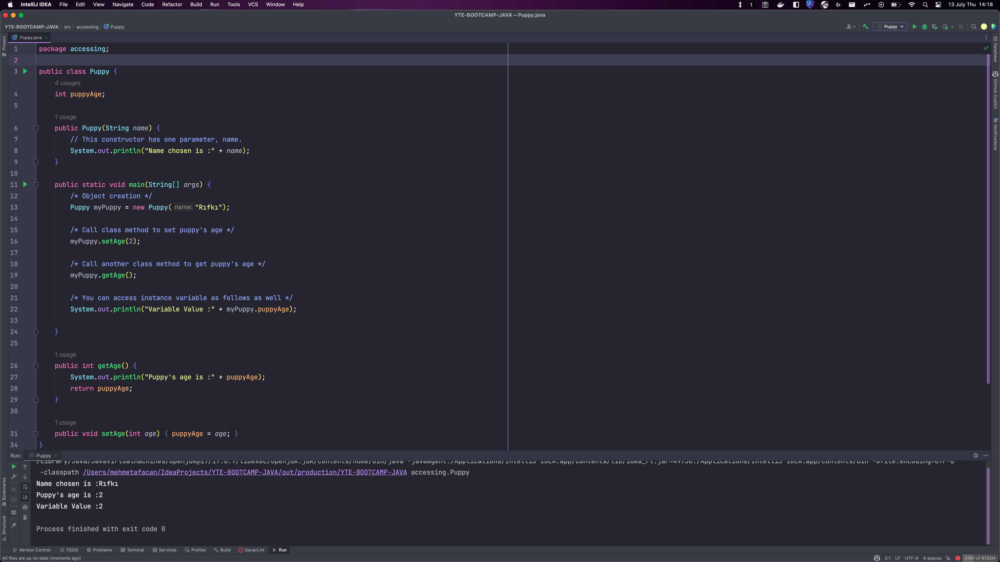 IntelliJ IDEA File Edit View Navigate Code Refactor Build Run Tools VCS Window Help 13 July Thu 14:18
YTE-BOOTCAMP-JAVA – Puppy.java
YTE-BOOTCAMP-JAVA src accessing Puppy
Puppy
Puppy.java
Project
Database
GitHub Copilot
Notifications
1 package accessing;
2
3 public class Puppy {
4 usages
4 int puppyAge;
5
1 usage
6 public Puppy(String name) {
7 // This constructor has one parameter, name.
8 System.out.println("Name chosen is :" + name);
9 }
10
11 public static void main(String[] args) {
12 /* Object creation */
13 Puppy myPuppy = new Puppy( name: "Rıfkı");
14
15 /* Call class method to set puppy's age */
16 myPuppy.setAge(2);
17
18 /* Call another class method to get puppy's age */
19 myPuppy.getAge();
20
21 /* You can access instance variable as follows as well */
22 System.out.println("Variable Value :" + myPuppy.puppyAge);
23
24 }
25
1 usage
26 public int getAge() {
27 System.out.println("Puppy's age is :" + puppyAge);
28 return puppyAge;
29 }
30
1 usage
31 public void setAge(int age) { puppyAge = age; }
34 }
Run: Puppy
-classpath /Users/mehmetafacan/IdeaProjects/YTE-BOOTCAMP-JAVA/out/production/YTE-BOOTCAMP-JAVA accessing.Puppy
Name chosen is :Rıfkı
Puppy's age is :2
Variable Value :2
Process finished with exit code 0
Bookmarks
Structure
Version Control TODO Problems Terminal Services Profiler Build SonarLint Run
All files are up-to-date (moments ago) 2:1 LF UTF-8 4 spaces 2491 of 8192M